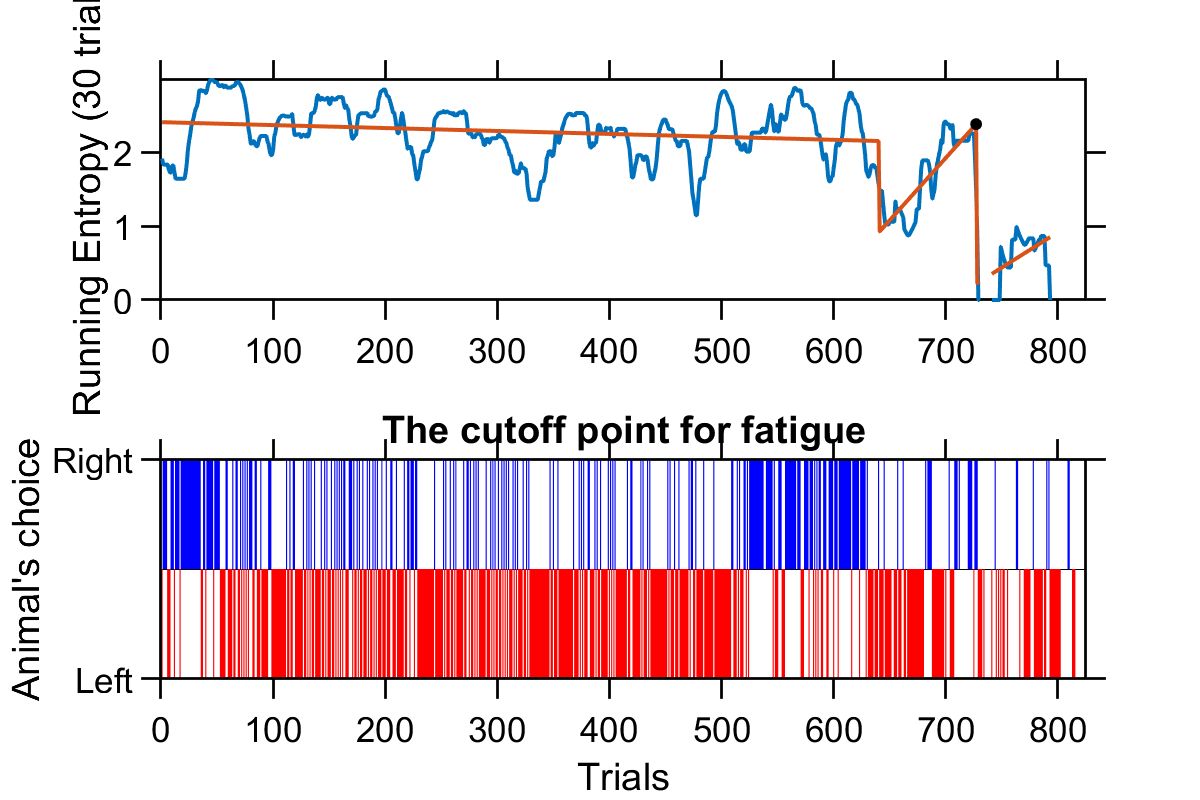 Running Entropy (30 trial
2
1
0
0 100 200 300 400 500 600 700 800
The cutoff point for fatigue
Animal's choice
Right
Left
0 100 200 300 400 500 600 700 800
Trials